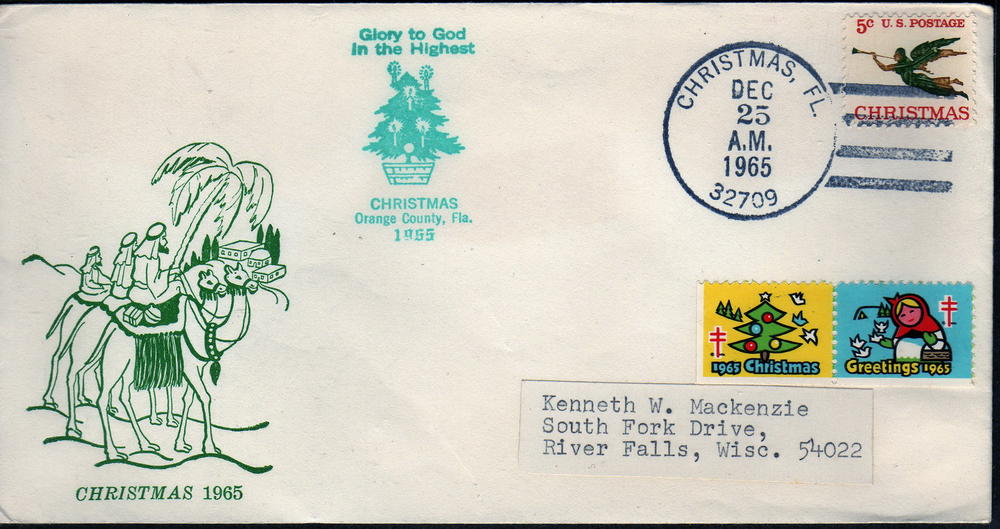 Glory to God
in the Highest
CHRISTMAS
Orange County, Fla.
1965
CHRISTMAS, FL.
DEC
25
A.M.
1965
32709
5c U.S. POSTAGE
CHRISTMAS
1965 Christmas
Greetings 1965
Kenneth W. Mackenzie
South Fork Drive,
River Falls, Wisc. 54022
CHRISTMAS 1965